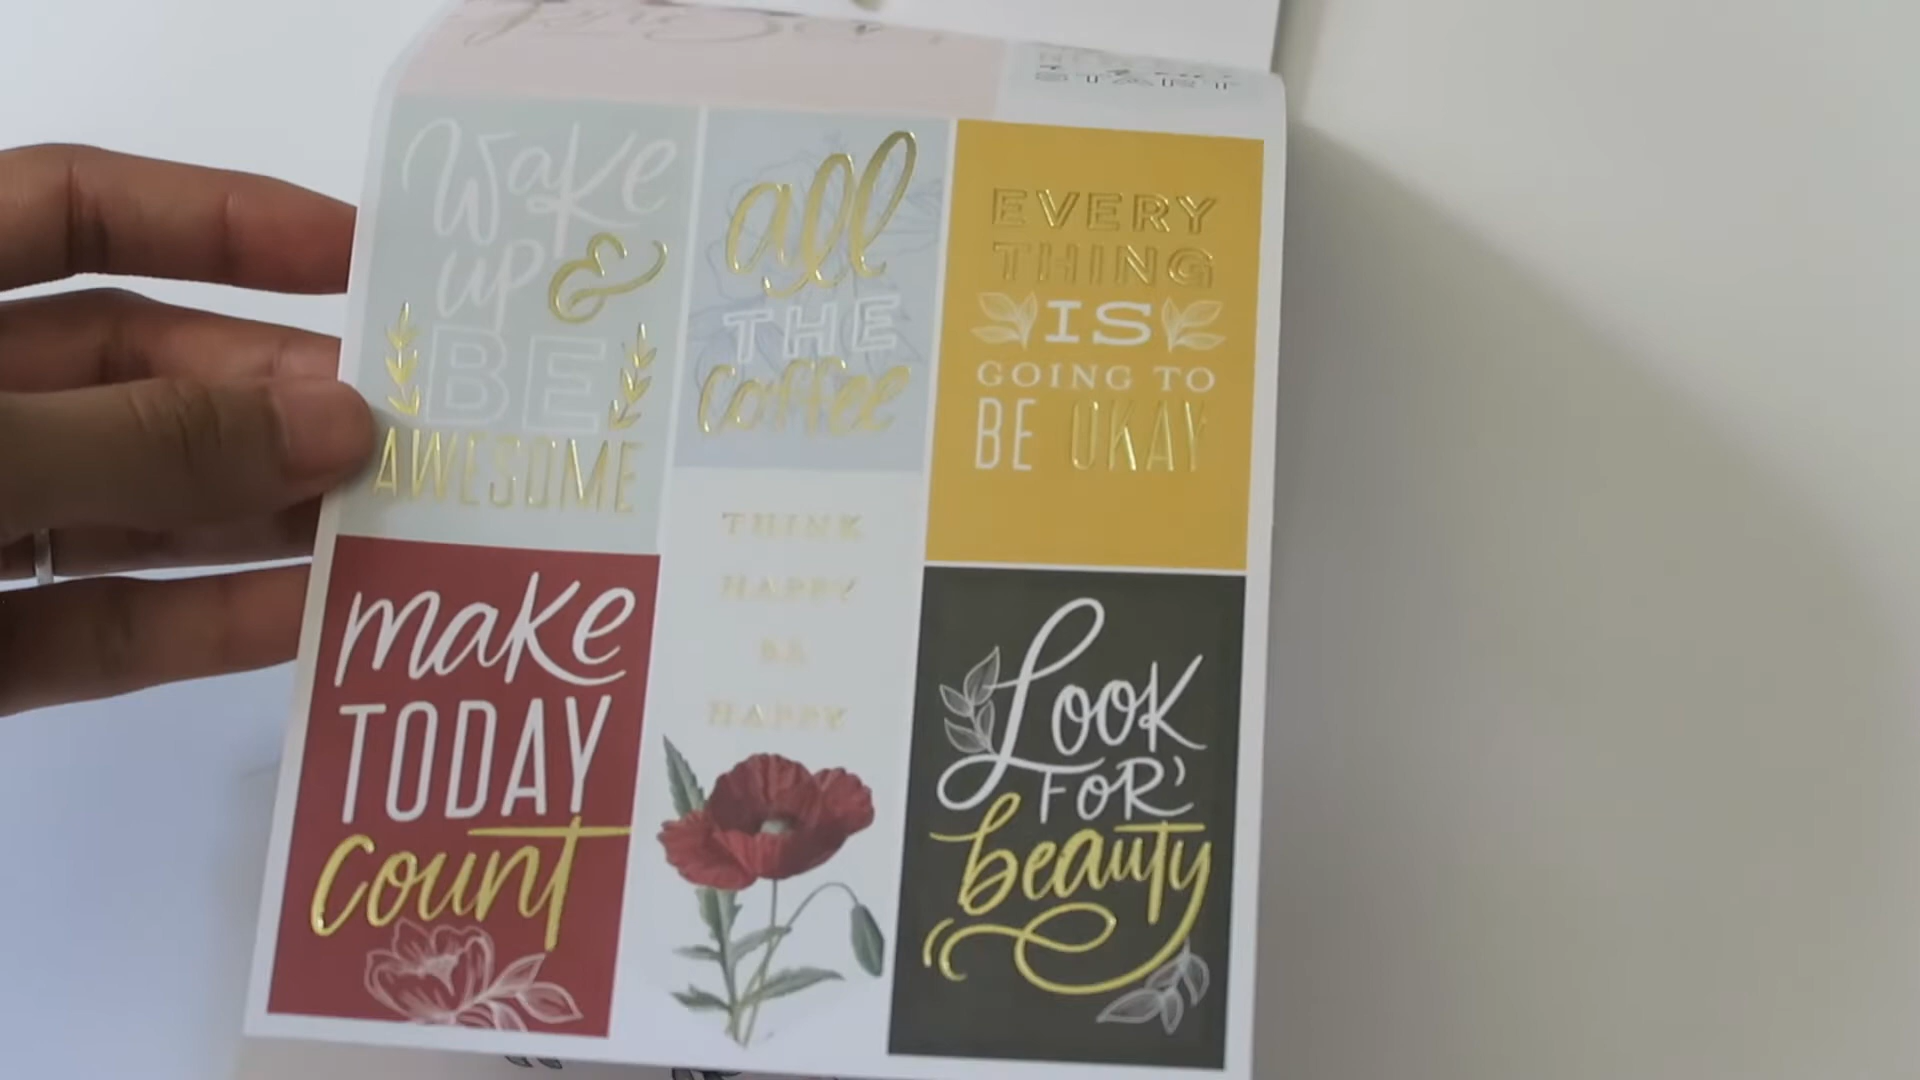 START
Wake
up &
BE
AWESOME
all
THE
coffee
EVERY
THING
IS
GOING TO
BE OKAY
make
TODAY
count
THINK
HAPPY
BE
HAPPY
Look
FOR
beauty